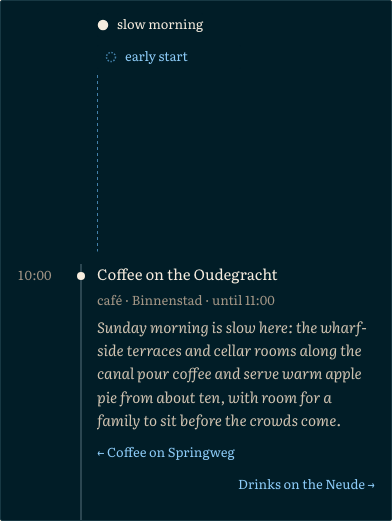 slow morning
early start
10:00 Coffee on the Oudegracht
café · Binnenstad · until 11:00
Sunday morning is slow here: the wharf-
side terraces and cellar rooms along the
canal pour coffee and serve warm apple
pie from about ten, with room for a
family to sit before the crowds come.
← Coffee on Springweg
Drinks on the Neude →